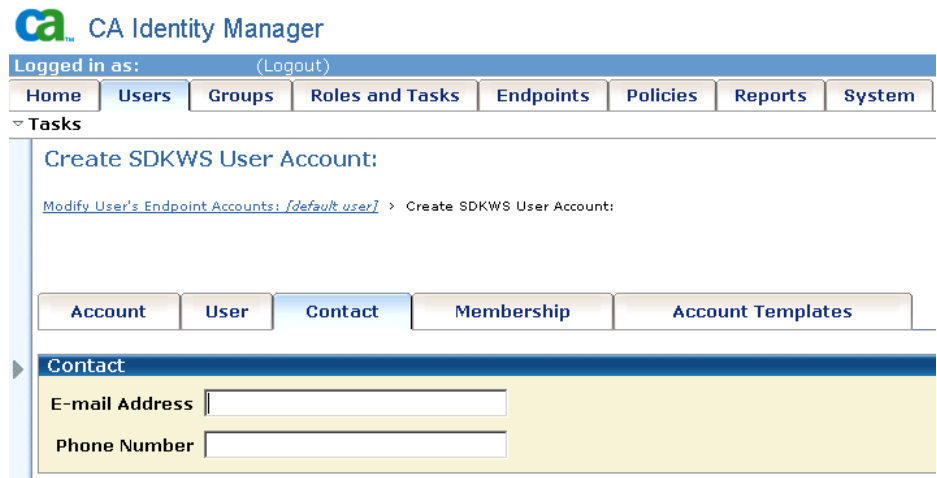 ca™ CA Identity Manager
Logged in as: (Logout)
Home Users Groups Roles and Tasks Endpoints Policies Reports System
Tasks
Create SDKWS User Account:
Modify User's Endpoint Accounts: [default user] > Create SDKWS User Account:
Account User Contact Membership Account Templates
Contact
E-mail Address
Phone Number